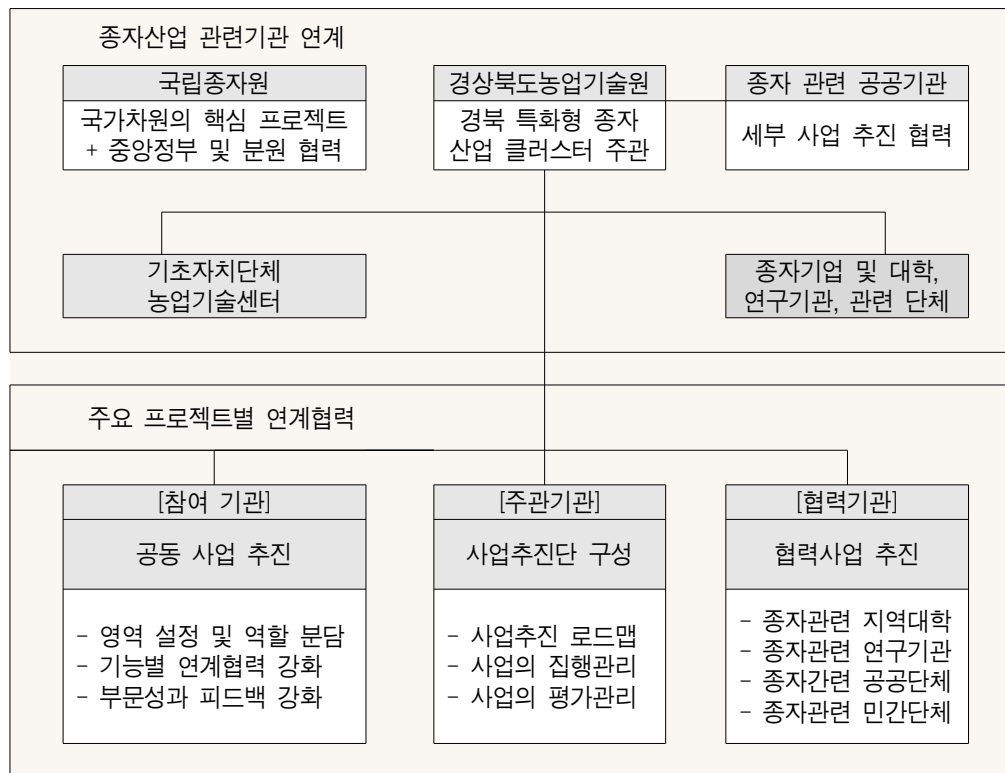 종자산업 관련기관 연계
국립종자원
국가차원의 핵심 프로젝트
+ 중앙정부 및 분원 협력
경상북도농업기술원
경북 특화형 종자
산업 클러스터 주관
종자 관련 공공기관
세부 사업 추진 협력
기초자치단체
농업기술센터
종자기업 및 대학,
연구기관, 관련 단체
주요 프로젝트별 연계협력
[참여 기관]
공동 사업 추진
- 영역 설정 및 역할 분담
- 기능별 연계협력 강화
- 부문성과 피드백 강화
[주관기관]
사업추진단 구성
- 사업추진 로드맵
- 사업의 집행관리
- 사업의 평가관리
[협력기관]
협력사업 추진
- 종자관련 지역대학
- 종자관련 연구기관
- 종자간련 공공단체
- 종자관련 민간단체